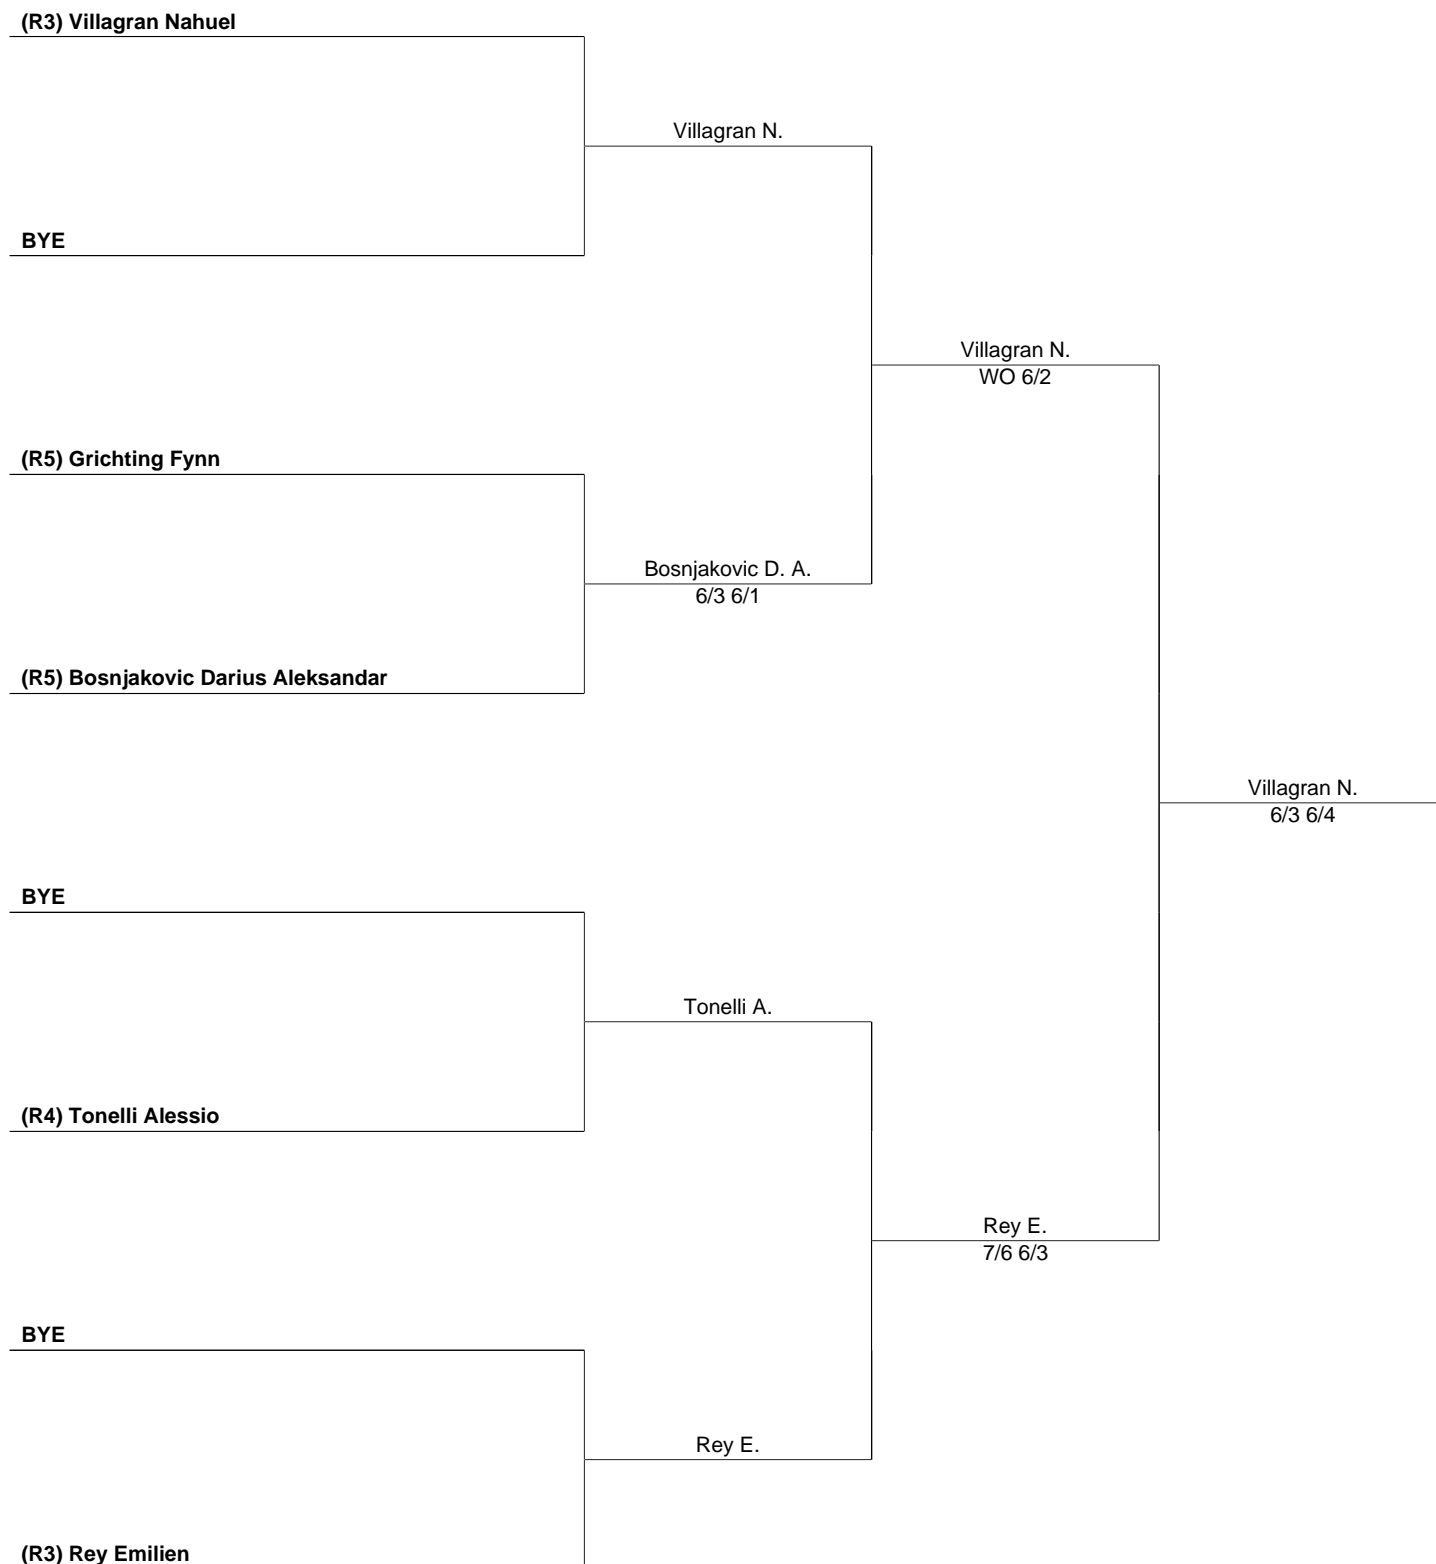 (R3) Villagran Nahuel
Villagran N.
BYE
Villagran N.
WO 6/2
(R5) Grichting Fynn
Bosnjakovic D. A.
6/3 6/1
(R5) Bosnjakovic Darius Aleksandar
Villagran N.
6/3 6/4
BYE
Tonelli A.
(R4) Tonelli Alessio
Rey E.
7/6 6/3
BYE
Rey E.
(R3) Rey Emilien